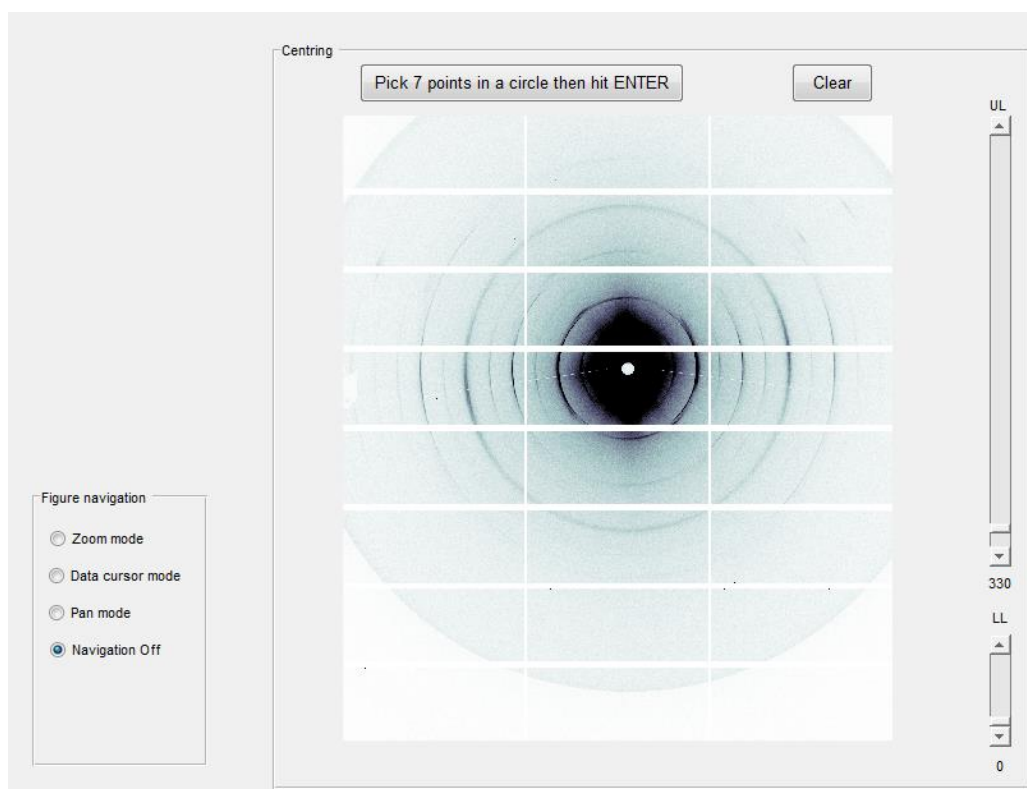 Centring
Pick 7 points in a circle then hit ENTER
Clear
UL
330
LL
0
Figure navigation
Zoom mode
Data cursor mode
Pan mode
Navigation Off